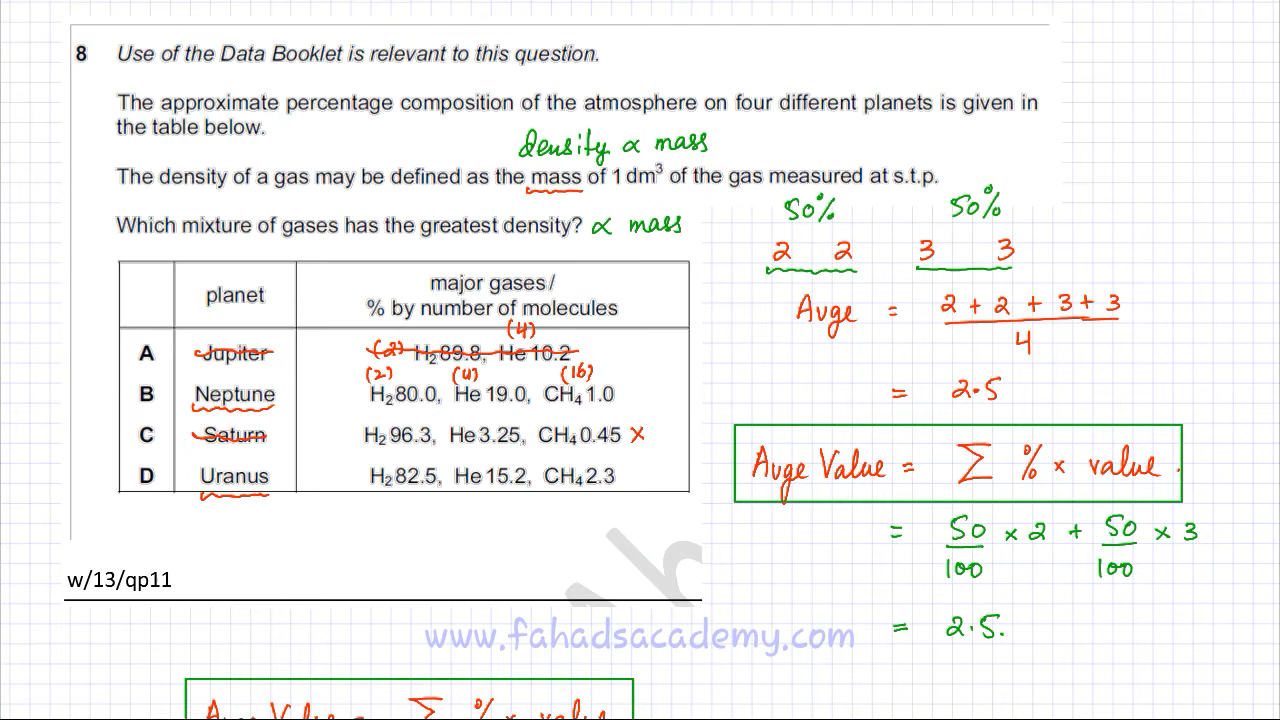 8 Use of the Data Booklet is relevant to this question.
The approximate percentage composition of the atmosphere on four different planets is given in
the table below.
density ∝ mass
The density of a gas may be defined as the mass of 1 dm³ of the gas measured at s.t.p.
Which mixture of gases has the greatest density? ∝ mass
planet
major gases /
% by number of molecules
(4)
A Jupiter (2) H₂ 89.8, He 10.2
(2) (4) (16)
B Neptune H₂ 80.0, He 19.0, CH₄ 1.0
C Saturn H₂ 96.3, He 3.25, CH₄ 0.45 ×
D Uranus H₂ 82.5, He 15.2, CH₄ 2.3
w/13/qp11
50% 50%
2 2 3 3
Avge = 2 + 2 + 3 + 3
4
= 2.5
Avge Value = Σ % × value.
= 50/100 × 2 + 50/100 × 3
= 2.5.
www.fahadsacademy.com
Avge Value = Σ % × value